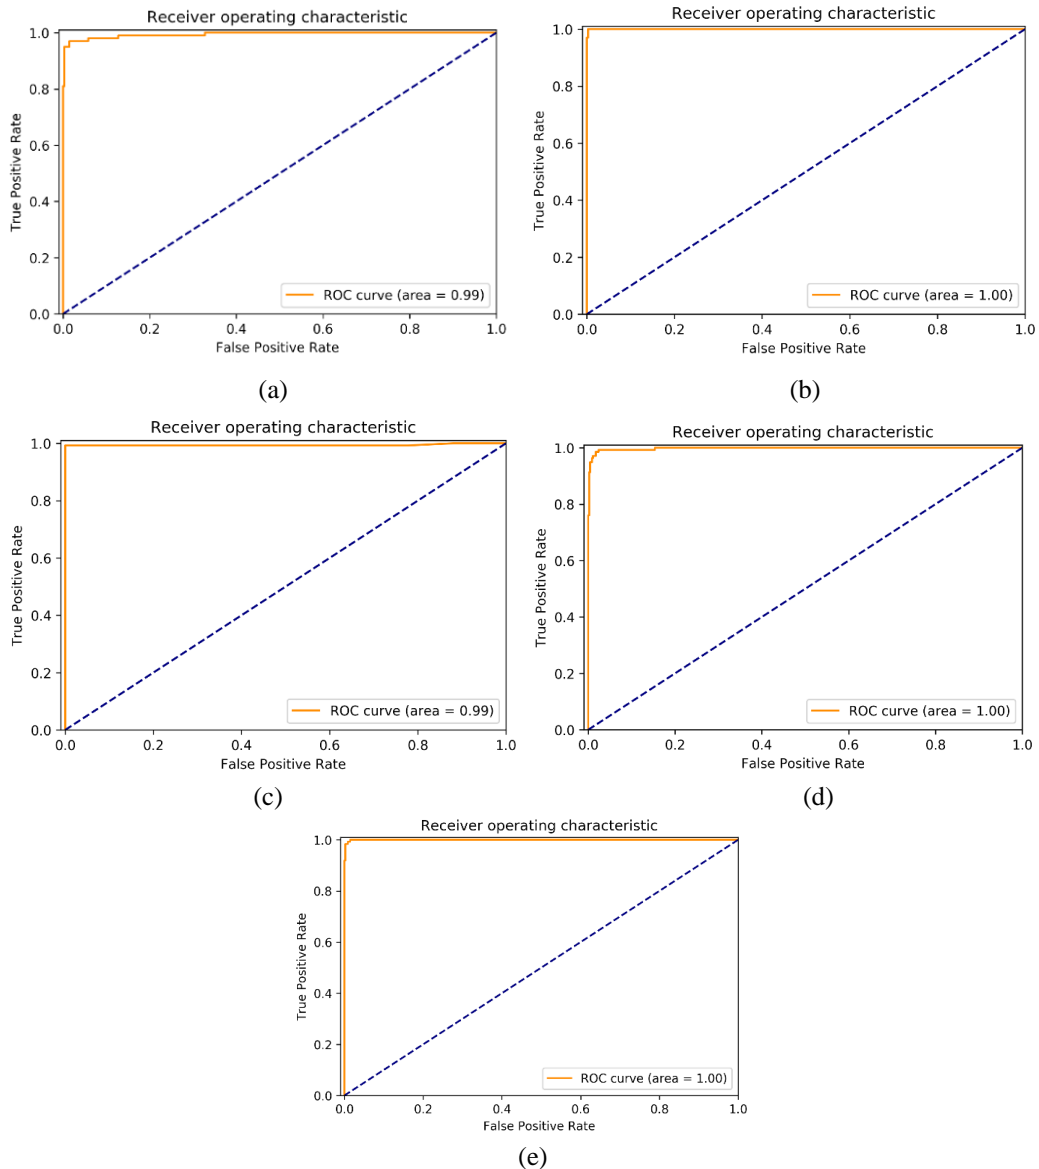 Receiver operating characteristic
1.0
0.8
0.6
0.4
0.2
0.0
True Positive Rate
ROC curve (area = 0.99)
0.0 0.2 0.4 0.6 0.8 1.0
False Positive Rate
(a)
Receiver operating characteristic
1.0
0.8
0.6
0.4
0.2
0.0
True Positive Rate
ROC curve (area = 1.00)
0.0 0.2 0.4 0.6 0.8 1.0
False Positive Rate
(b)
Receiver operating characteristic
1.0
0.8
0.6
0.4
0.2
0.0
True Positive Rate
ROC curve (area = 0.99)
0.0 0.2 0.4 0.6 0.8 1.0
False Positive Rate
(c)
Receiver operating characteristic
1.0
0.8
0.6
0.4
0.2
0.0
True Positive Rate
ROC curve (area = 1.00)
0.0 0.2 0.4 0.6 0.8 1.0
False Positive Rate
(d)
Receiver operating characteristic
1.0
0.8
0.6
0.4
0.2
0.0
True Positive Rate
ROC curve (area = 1.00)
0.0 0.2 0.4 0.6 0.8 1.0
False Positive Rate
(e)